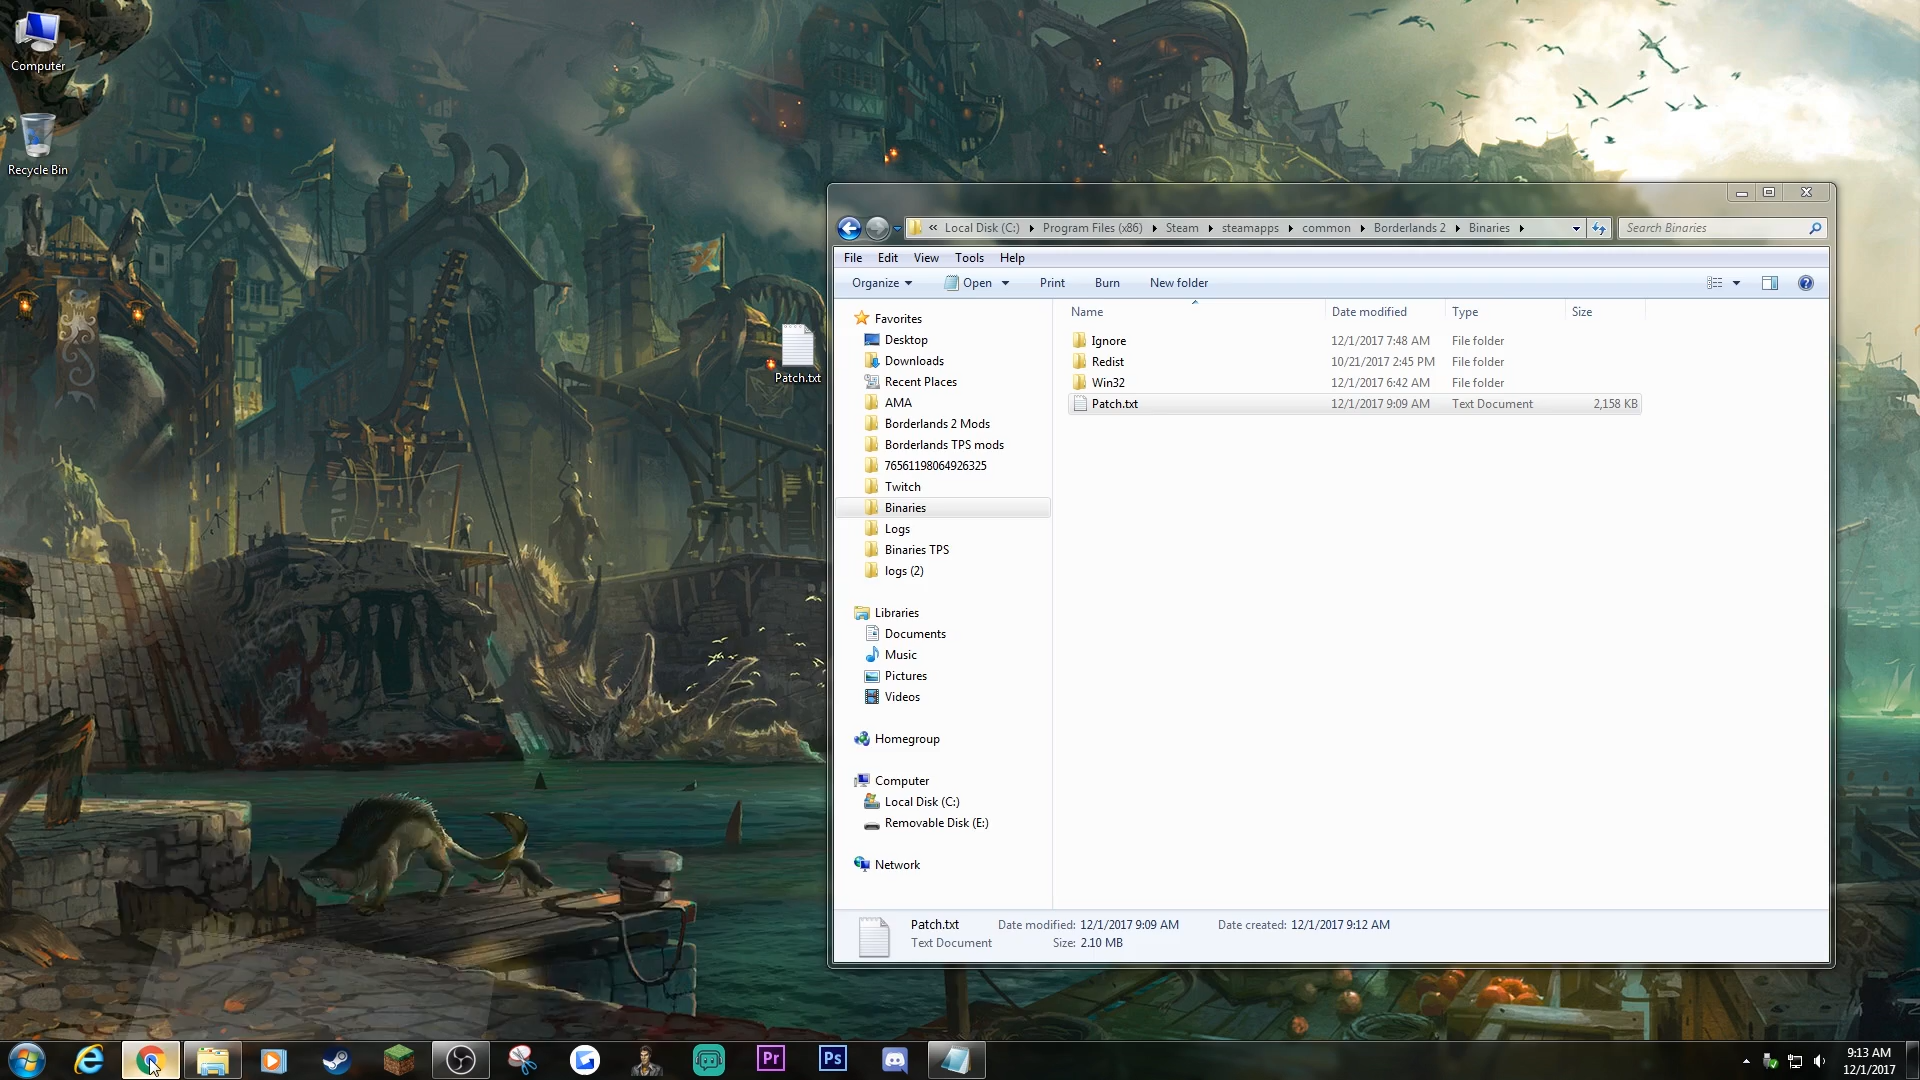 Computer
Recycle Bin
Patch.txt
« Local Disk (C:) Program Files (x86) Steam steamapps common Borderlands 2 Binaries
Search Binaries
File Edit View Tools Help
Organize Open Print Burn New folder
Name Date modified Type Size
Ignore 12/1/2017 7:48 AM File folder
Redist 10/21/2017 2:45 PM File folder
Win32 12/1/2017 6:42 AM File folder
Patch.txt 12/1/2017 9:09 AM Text Document 2,158 KB
Favorites
Desktop
Downloads
Recent Places
AMA
Borderlands 2 Mods
Borderlands TPS mods
76561198064926325
Twitch
Binaries
Logs
Binaries TPS
logs (2)
Libraries
Documents
Music
Pictures
Videos
Homegroup
Computer
Local Disk (C:)
Removable Disk (E:)
Network
Patch.txt Date modified: 12/1/2017 9:09 AM Date created: 12/1/2017 9:12 AM
Text Document Size: 2.10 MB
Pr
Ps
9:13 AM
12/1/2017